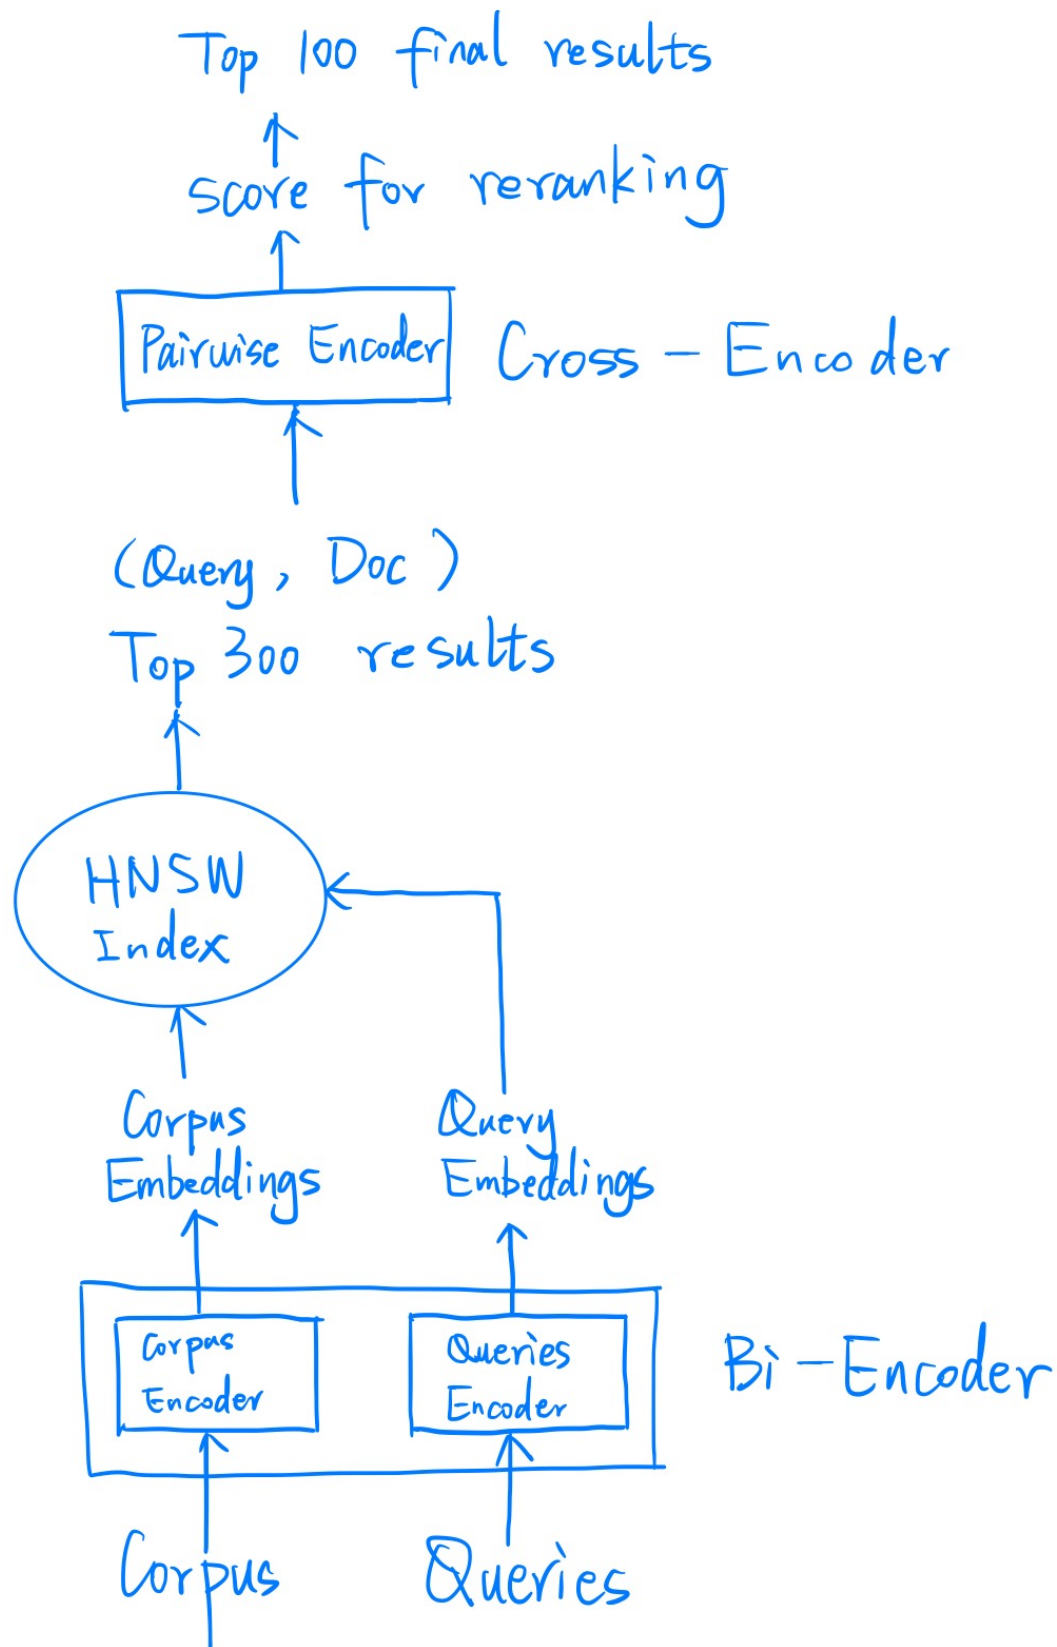 Top 100 final results
score for reranking
Pairwise Encoder
Cross-Encoder
(Query, Doc)
Top 300 results
HNSW
Index
Corpus
Embeddings
Query
Embeddings
Corpus
Encoder
Queries
Encoder
Bi-Encoder
Corpus
Queries